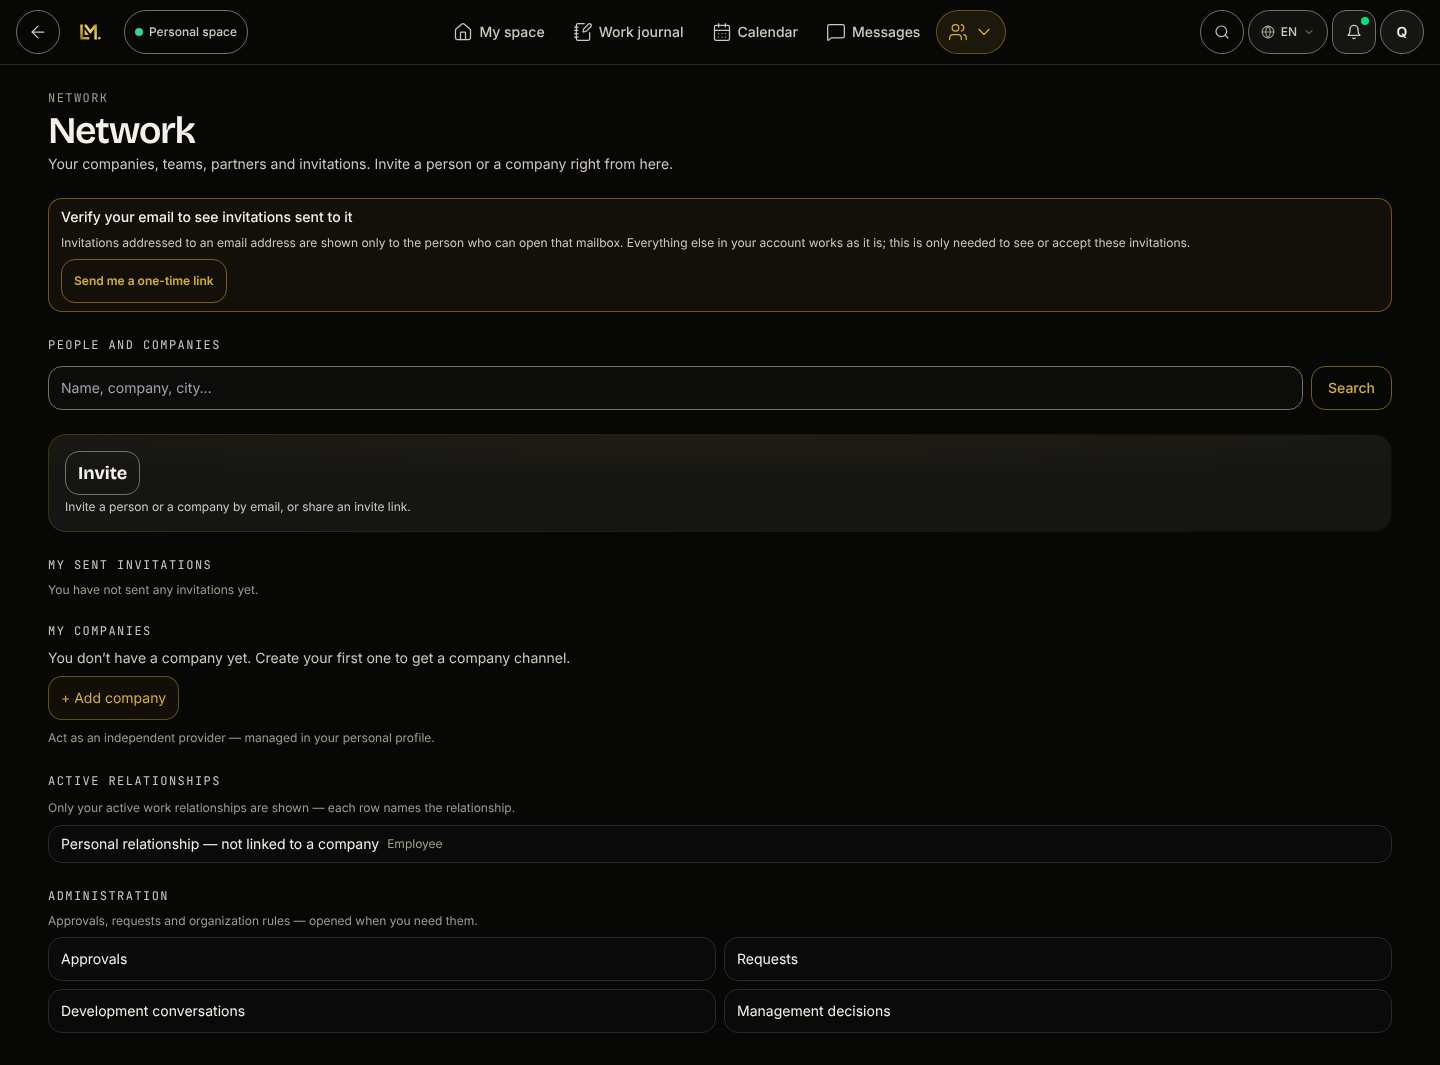 LM.
Personal space
My space
Work journal
Calendar
Messages
EN
Q
NETWORK
Network
Your companies, teams, partners and invitations. Invite a person or a company right from here.
Verify your email to see invitations sent to it
Invitations addressed to an email address are shown only to the person who can open that mailbox. Everything else in your account works as it is; this is only needed to see or accept these invitations.
Send me a one-time link
PEOPLE AND COMPANIES
Name, company, city...
Search
Invite
Invite a person or a company by email, or share an invite link.
MY SENT INVITATIONS
You have not sent any invitations yet.
MY COMPANIES
You don’t have a company yet. Create your first one to get a company channel.
+ Add company
Act as an independent provider — managed in your personal profile.
ACTIVE RELATIONSHIPS
Only your active work relationships are shown — each row names the relationship.
Personal relationship — not linked to a company Employee
ADMINISTRATION
Approvals, requests and organization rules — opened when you need them.
Approvals
Requests
Development conversations
Management decisions